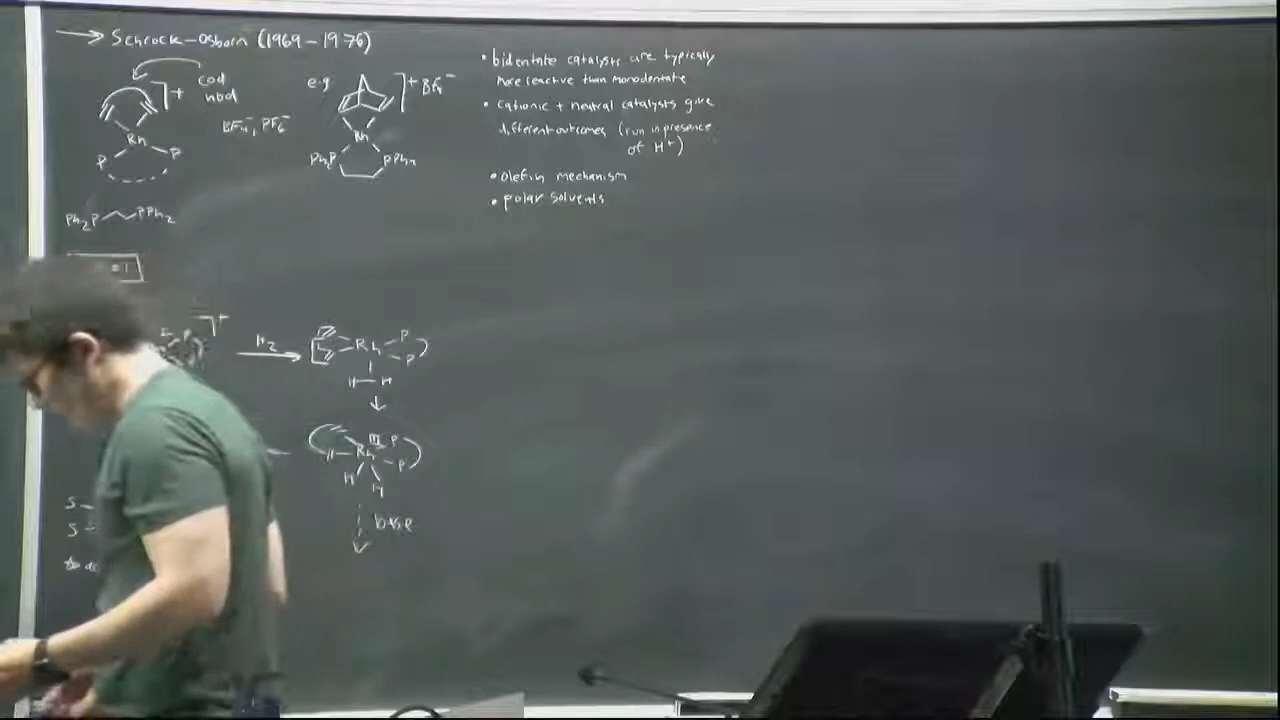 → Schrock-Osborn (1969-1976)
cod
nbd
]+
BF4-, PF6-
Rh
P P
Ph2P PPh2
e.g
]+ BF4-
Rh
Ph2P PPh2
• bidentate catalysts are typically
more reactive than monodentate
• cationic + neutral catalysts give
different outcomes (run in presence
of H+)
• olefin mechanism
• polar solvents
P
]+
H2
Rh P
P
H-H
Rh III P
P
H H
base
S
S